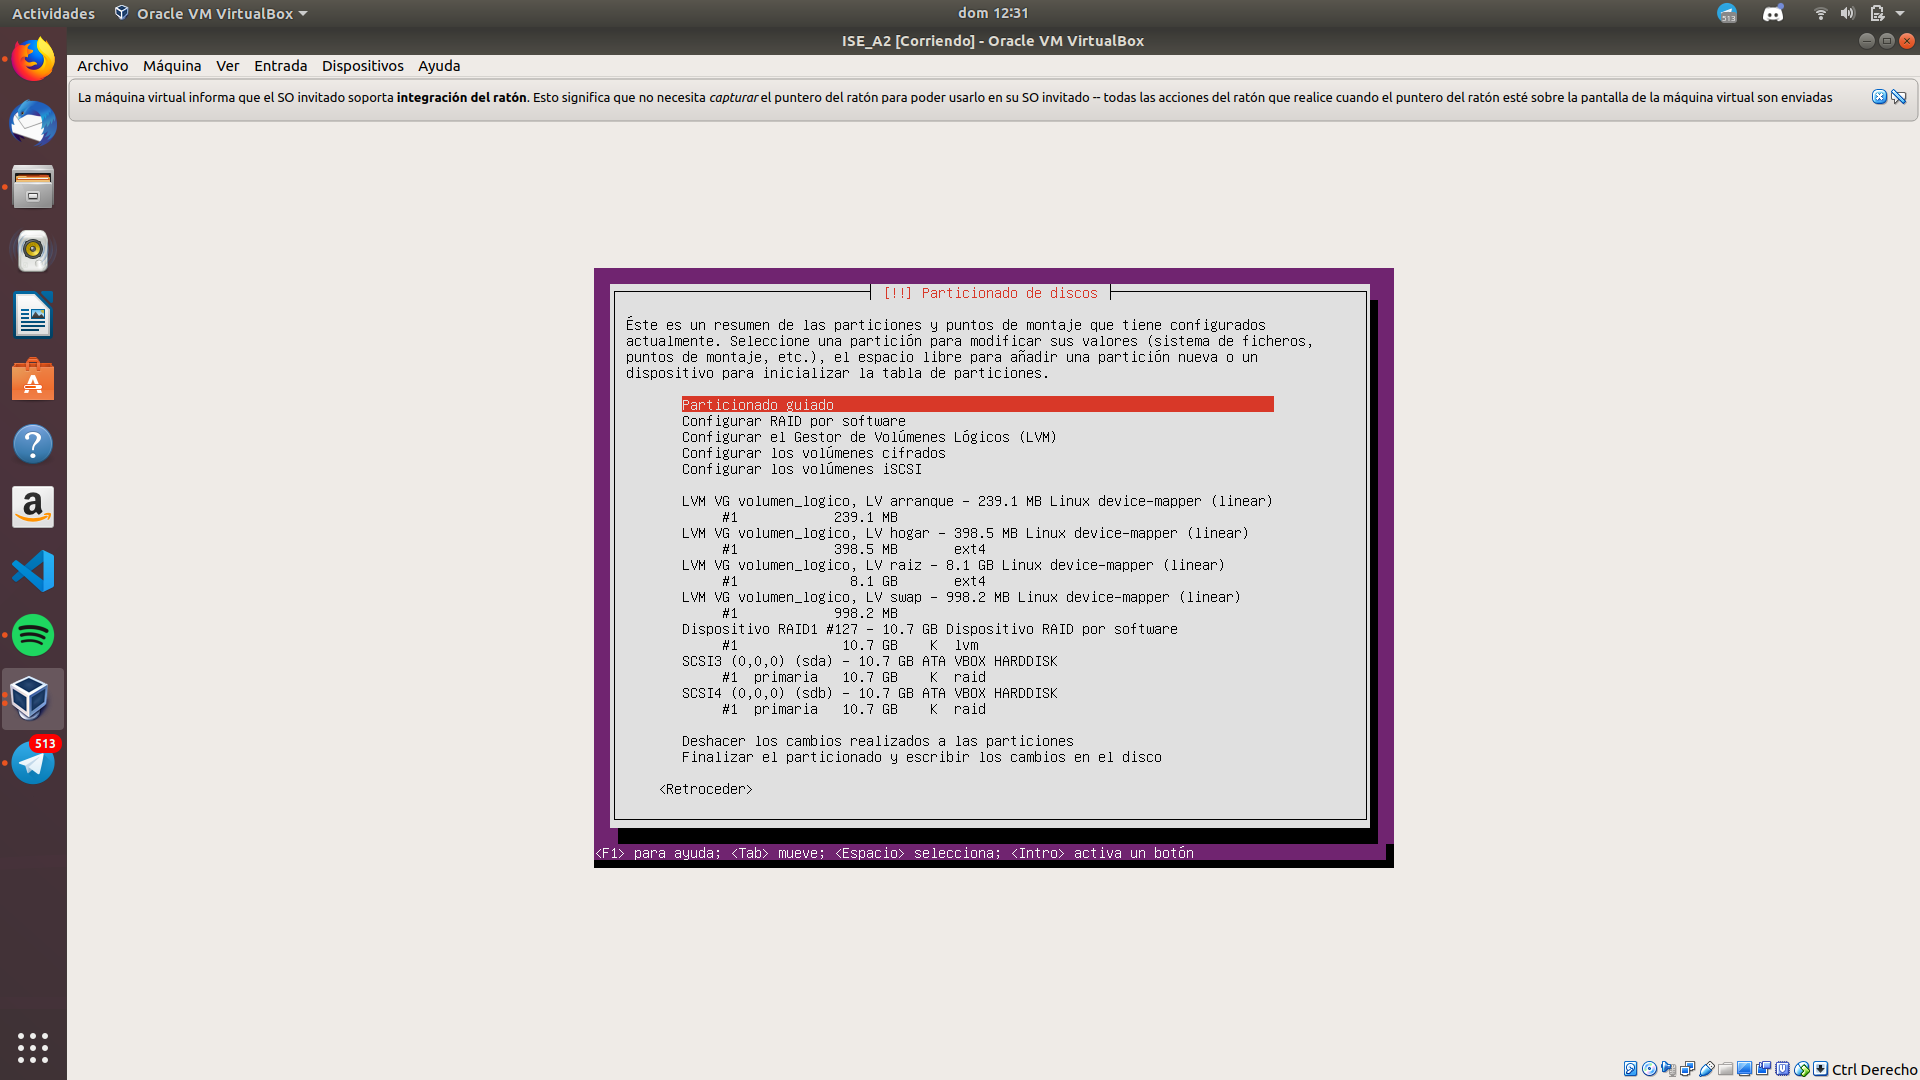 Actividades
Oracle VM VirtualBox
dom 12:31
513
ISE_A2 [Corriendo] - Oracle VM VirtualBox
Archivo Máquina Ver Entrada Dispositivos Ayuda
La máquina virtual informa que el SO invitado soporta integración del ratón. Esto significa que no necesita capturar el puntero del ratón para poder usarlo en su SO invitado -- todas las acciones del ratón que realice cuando el puntero del ratón esté sobre la pantalla de la máquina virtual son enviadas
[!!] Particionado de discos
Éste es un resumen de las particiones y puntos de montaje que tiene configurados
actualmente. Seleccione una partición para modificar sus valores (sistema de ficheros,
puntos de montaje, etc.), el espacio libre para añadir una partición nueva o un
dispositivo para inicializar la tabla de particiones.
Particionado guiado
Configurar RAID por software
Configurar el Gestor de Volúmenes Lógicos (LVM)
Configurar los volúmenes cifrados
Configurar los volúmenes iSCSI
LVM VG volumen_logico, LV arranque - 239.1 MB Linux device-mapper (linear)
#1 239.1 MB
LVM VG volumen_logico, LV hogar - 398.5 MB Linux device-mapper (linear)
#1 398.5 MB ext4
LVM VG volumen_logico, LV raiz - 8.1 GB Linux device-mapper (linear)
#1 8.1 GB ext4
LVM VG volumen_logico, LV swap - 998.2 MB Linux device-mapper (linear)
#1 998.2 MB
Dispositivo RAID1 #127 - 10.7 GB Dispositivo RAID por software
#1 10.7 GB K lvm
SCSI3 (0,0,0) (sda) - 10.7 GB ATA VBOX HARDDISK
#1 primaria 10.7 GB K raid
SCSI4 (0,0,0) (sdb) - 10.7 GB ATA VBOX HARDDISK
#1 primaria 10.7 GB K raid
Deshacer los cambios realizados a las particiones
Finalizar el particionado y escribir los cambios en el disco
<Retroceder>
<F1> para ayuda; <Tab> mueve; <Espacio> selecciona; <Intro> activa un botón
513
Ctrl Derecho